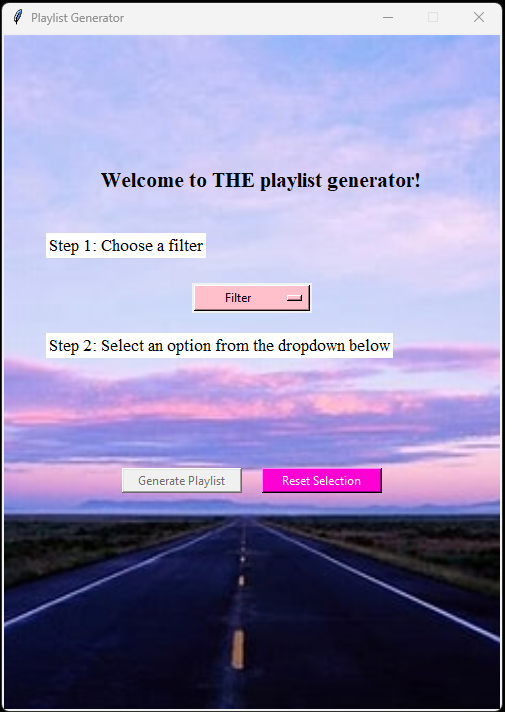 Playlist Generator
Welcome to THE playlist generator!
Step 1: Choose a filter
Filter
Step 2: Select an option from the dropdown below
Generate Playlist
Reset Selection